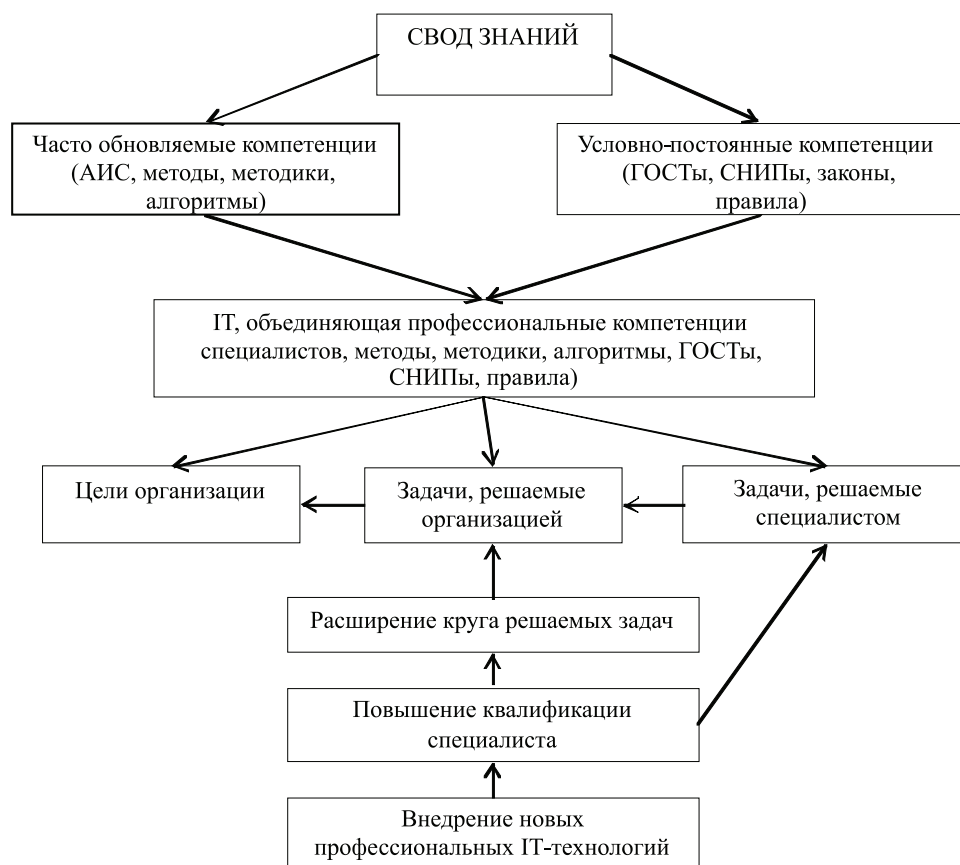 СВОД ЗНАНИЙ
Часто обновляемые компетенции
(АИС, методы, методики,
алгоритмы)
Условно-постоянные компетенции
(ГОСТы, СНИПы, законы,
правила)
IT, объединяющая профессиональные компетенции
специалистов, методы, методики, алгоритмы, ГОСТы,
СНИПы, правила)
Цели организации
Задачи, решаемые
организацией
Задачи, решаемые
специалистом
Расширение круга решаемых задач
Повышение квалификации
специалиста
Внедрение новых
профессиональных IT-технологий